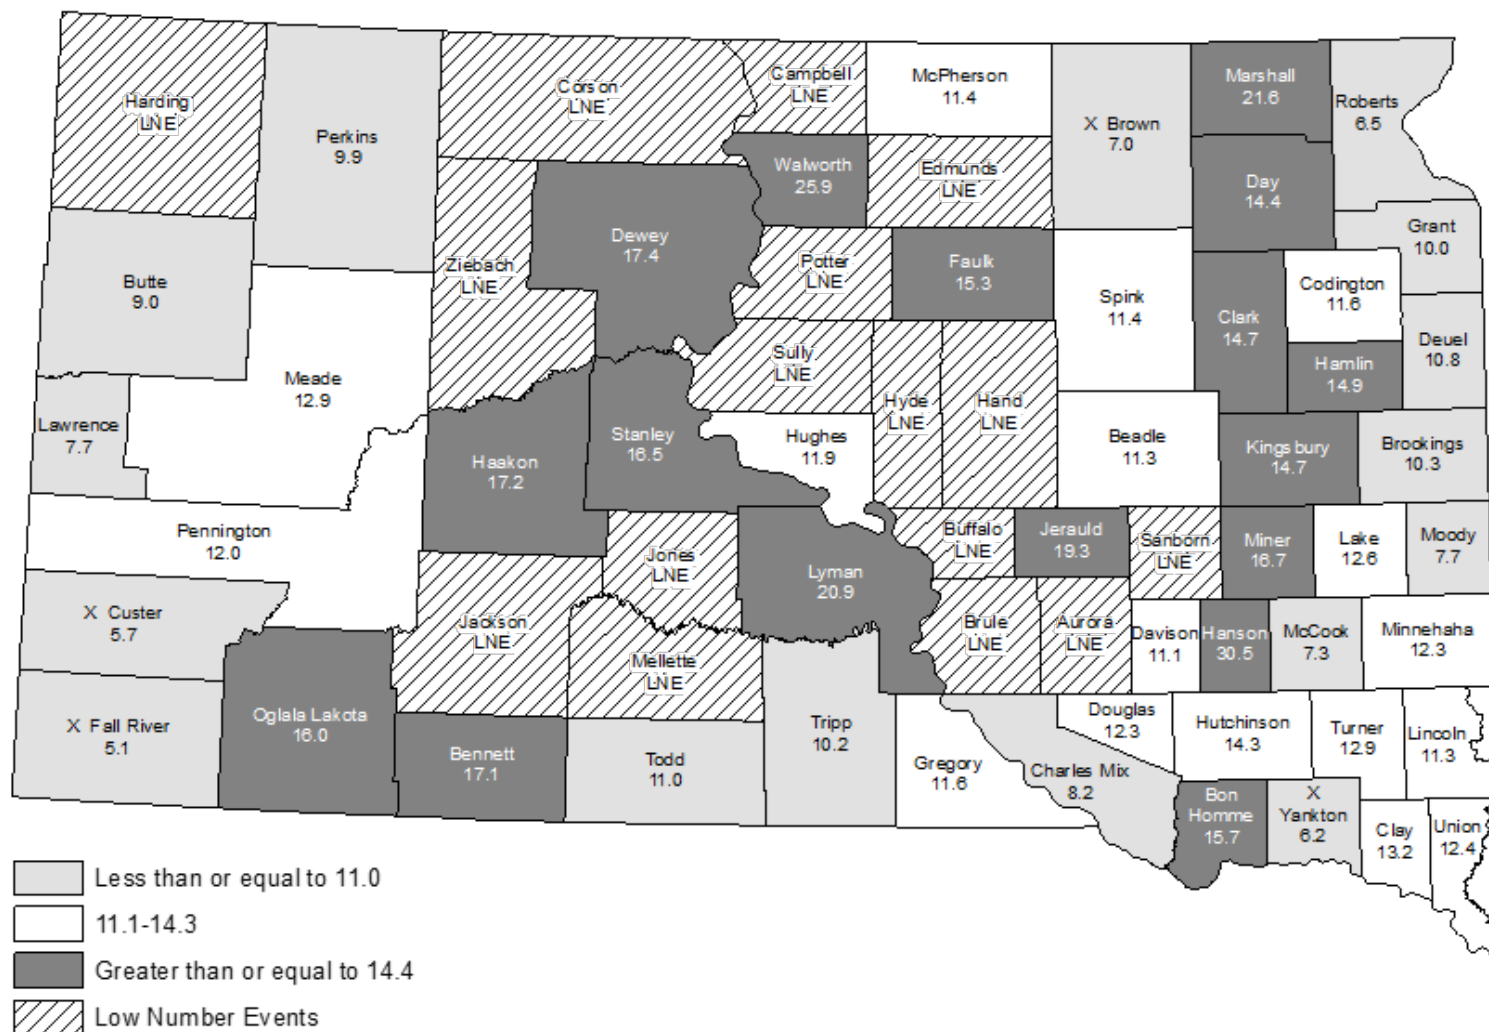 Harding
LNE
Perkins
9.9
Corson
LNE
Campbell
LNE
McPherson
11.4
X Brown
7.0
Marshall
21.6
Roberts
6.5
Walworth
25.9
Edmunds
LNE
Day
14.4
Grant
10.0
Butte
9.0
Ziebach
LNE
Dewey
17.4
Potter
LNE
Faulk
15.3
Spink
11.4
Clark
14.7
Codington
11.6
Deuel
10.8
Hamlin
14.9
Meade
12.9
Sully
LNE
Hyde
LNE
Hand
LNE
Lawrence
7.7
Haakon
17.2
Stanley
16.5
Hughes
11.9
Beadle
11.3
Kingsbury
14.7
Brookings
10.3
Pennington
12.0
Jones
LNE
Lyman
20.9
Buffalo
LNE
Jerauld
19.3
Sanborn
LNE
Miner
16.7
Lake
12.6
Moody
7.7
X Custer
5.7
Jackson
LNE
Mellette
LNE
Brule
LNE
Aurora
LNE
Davison
11.1
Hanson
30.5
McCook
7.3
Minnehaha
12.3
X Fall River
5.1
Oglala Lakota
16.0
Bennett
17.1
Todd
11.0
Tripp
10.2
Gregory
11.6
Charles Mix
8.2
Douglas
12.3
Hutchinson
14.3
Turner
12.9
Lincoln
11.3
Bon
Homme
15.7
X
Yankton
6.2
Clay
13.2
Union
12.4
Less than or equal to 11.0
11.1-14.3
Greater than or equal to 14.4
Low Number Events